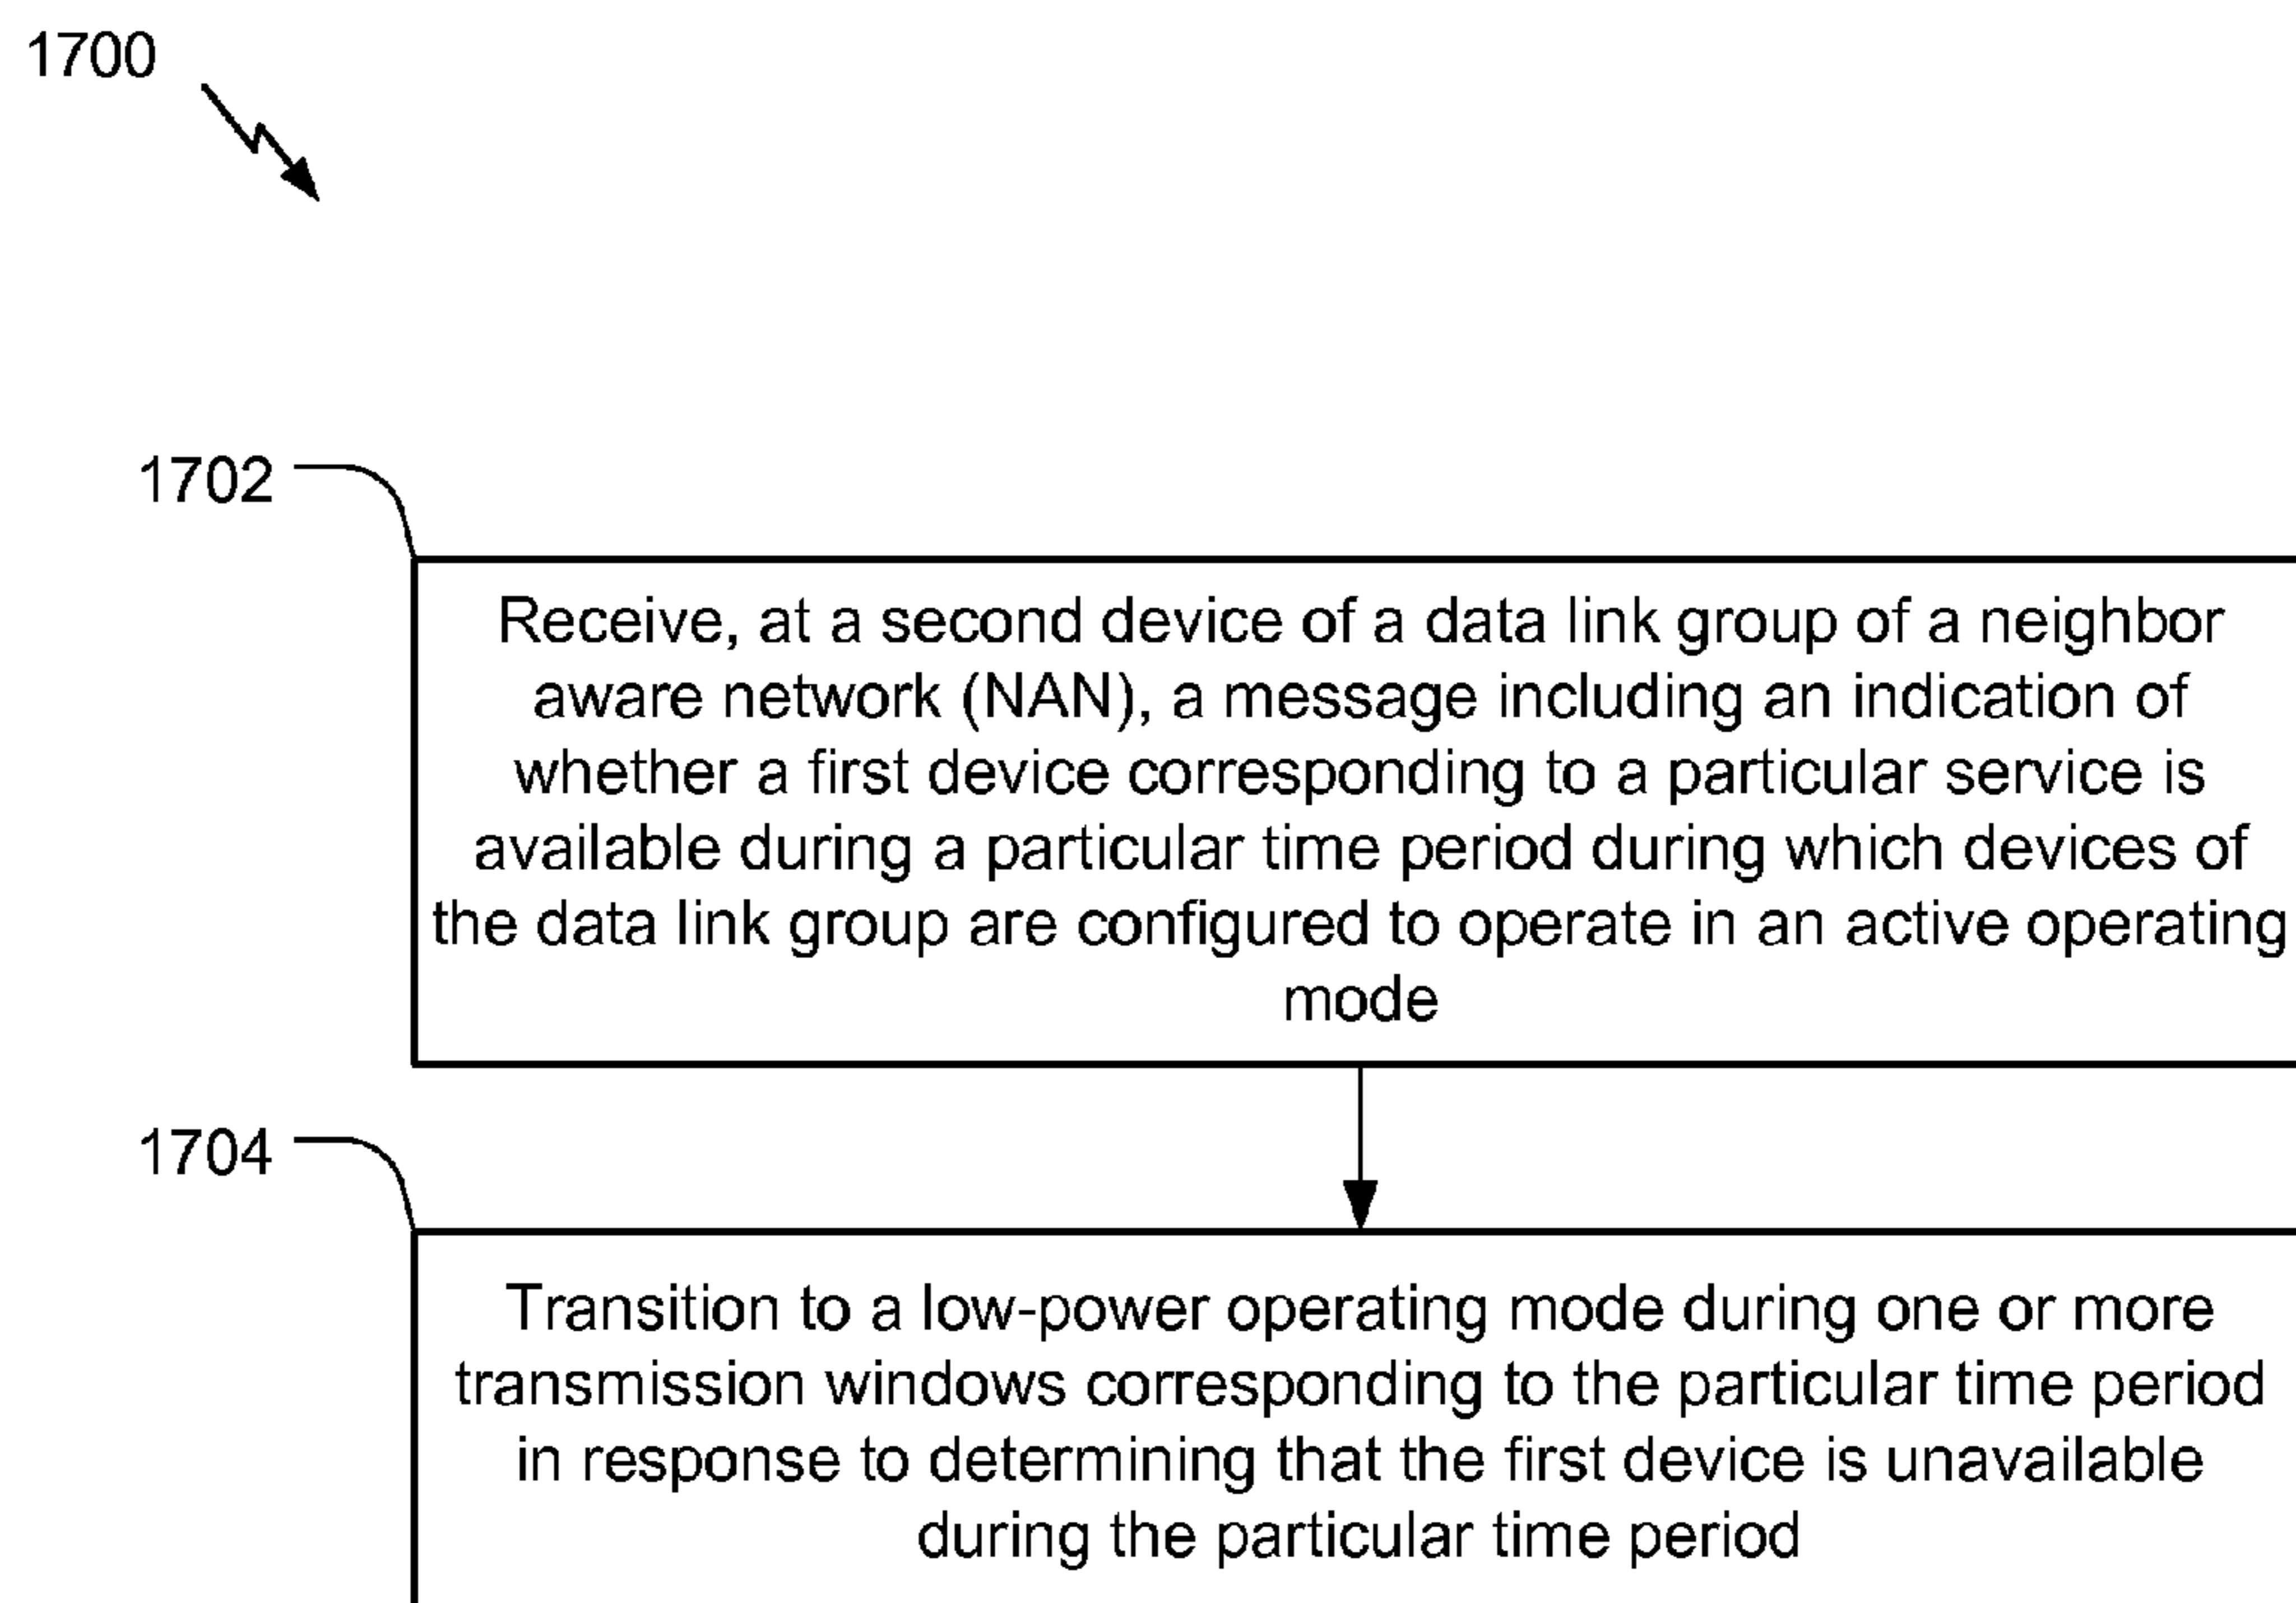 1700
1702
Receive, at a second device of a data link group of a neighbor
aware network (NAN), a message including an indication of
whether a first device corresponding to a particular service is
available during a particular time period during which devices of
the data link group are configured to operate in an active operating
mode
1704
Transition to a low-power operating mode during one or more
transmission windows corresponding to the particular time period
in response to determining that the first device is unavailable
during the particular time period